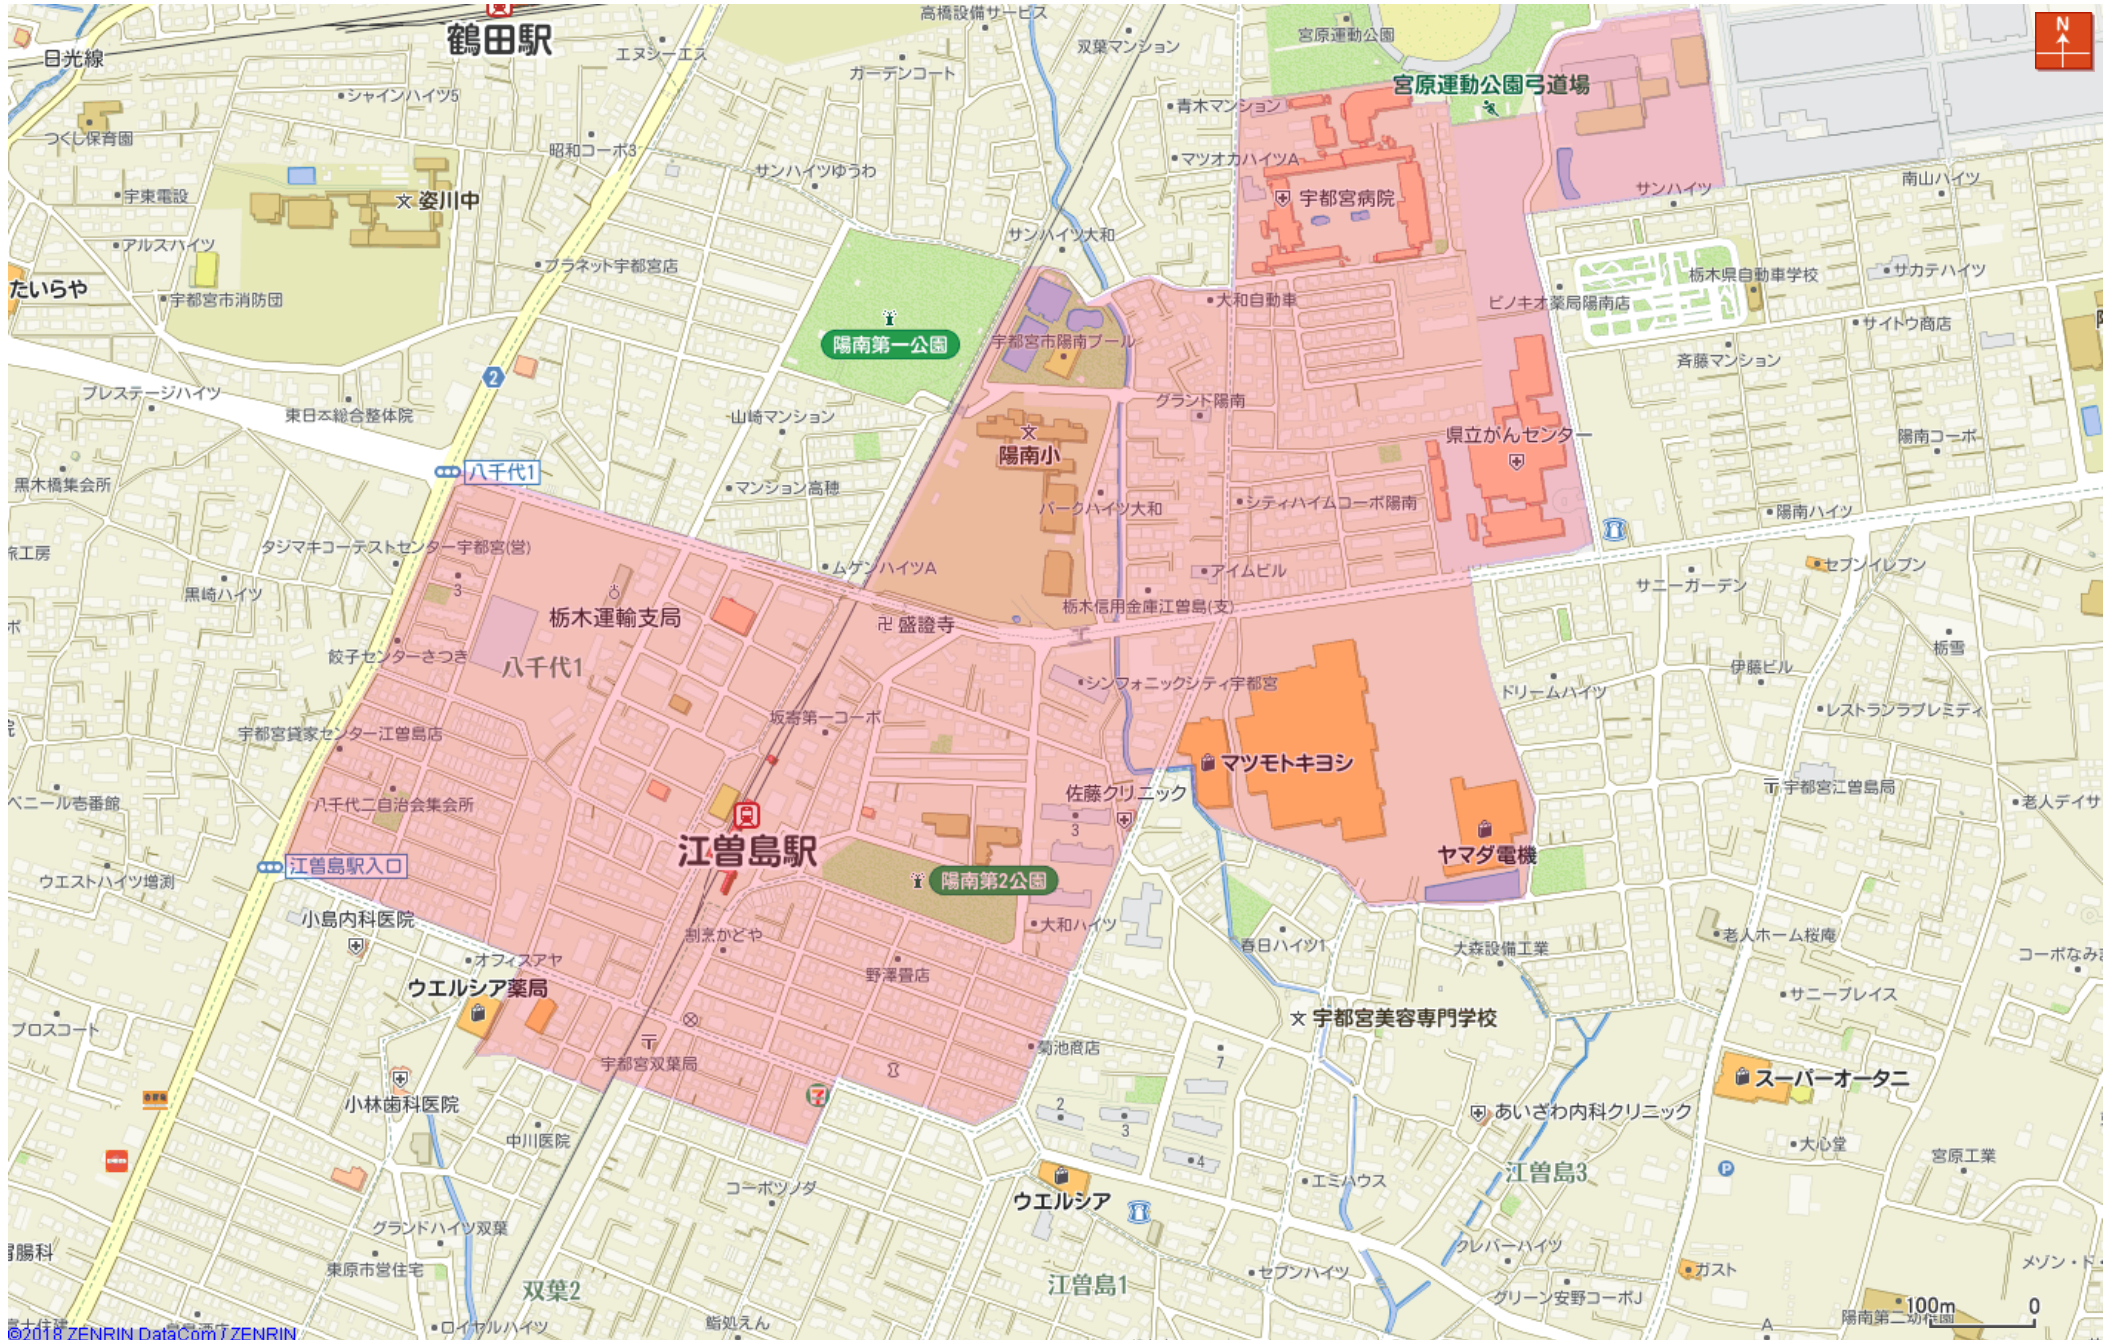 鶴田駅
日光線
エヌシーエス
高橋設備サービス
双葉マンション
宮原運動公園
N
ガーデンコート
シャインハイツ5
青木マンション
宮原運動公園弓道場
つくし保育園
昭和コーポ3
サンハイツゆうわ
マツオカハイツA
宇東電設
姿川中
宇都宮病院
サンハイツ
南山ハイツ
アルスハイツ
サンハイツ大和
プラネット宇都宮店
たいらや
宇都宮市消防団
大和自動車
ピノキオ薬局陽南店
栃木県自動車学校
サカテハイツ
陽南第一公園
宇都宮市陽南プール
サイトウ商店
斉藤マンション
2
プレステージハイツ
東日本総合整体院
山崎マンション
グランド陽南
県立がんセンター
陽南コーポ
陽南小
八千代1
黒木橋集会所
マンション高穂
パークハイツ大和
シティハイムコーポ陽南
陽南ハイツ
タジマキコーテストセンター宇都宮(営)
ムゲンハイツA
アイムビル
セブンイレブン
3
黒崎ハイツ
サニーガーデン
栃木運輸支局
盛證寺
栃木信用金庫江曽島(支)
餃子センターさつき
八千代1
シンフォニックシティ宇都宮
ドリームハイツ
伊藤ビル
栃雪
坂寄第一コーポ
レストランラプレミディ
宇都宮貸家センター江曽島店
マツモトキヨシ
宇都宮江曽島局
佐藤クリニック
ベニール壱番館
八千代二自治会集会所
3
老人デイサ
江曽島駅
ヤマダ電機
江曽島駅入口
陽南第2公園
ウエストハイツ増渕
小島内科医院
大和ハイツ
割烹かどや
春日ハイツ1
大森設備工業
老人ホーム桜庵
オフィスアヤ
野澤畳店
ウエルシア薬局
サニープレイス
宇都宮美容専門学校
プロスコート
菊池商店
7
宇都宮双葉局
スーパーオータニ
小林歯科医院
2
3
あいざわ内科クリニック
中川医院
4
大心堂
宮原工業
P
江曽島3
コーポツノダ
ウエルシア
エミハウス
グランドハイツ双葉
クレバーハイツ
東原市営住宅
双葉2
江曽島1
セブンハイツ
ガスト
グリーン安野コーポJ
陽南第二幼稚園
100m 0
ロイヤルハイツ
鮨処えん
A
©2018 ZENRIN DataCom / ZENRIN